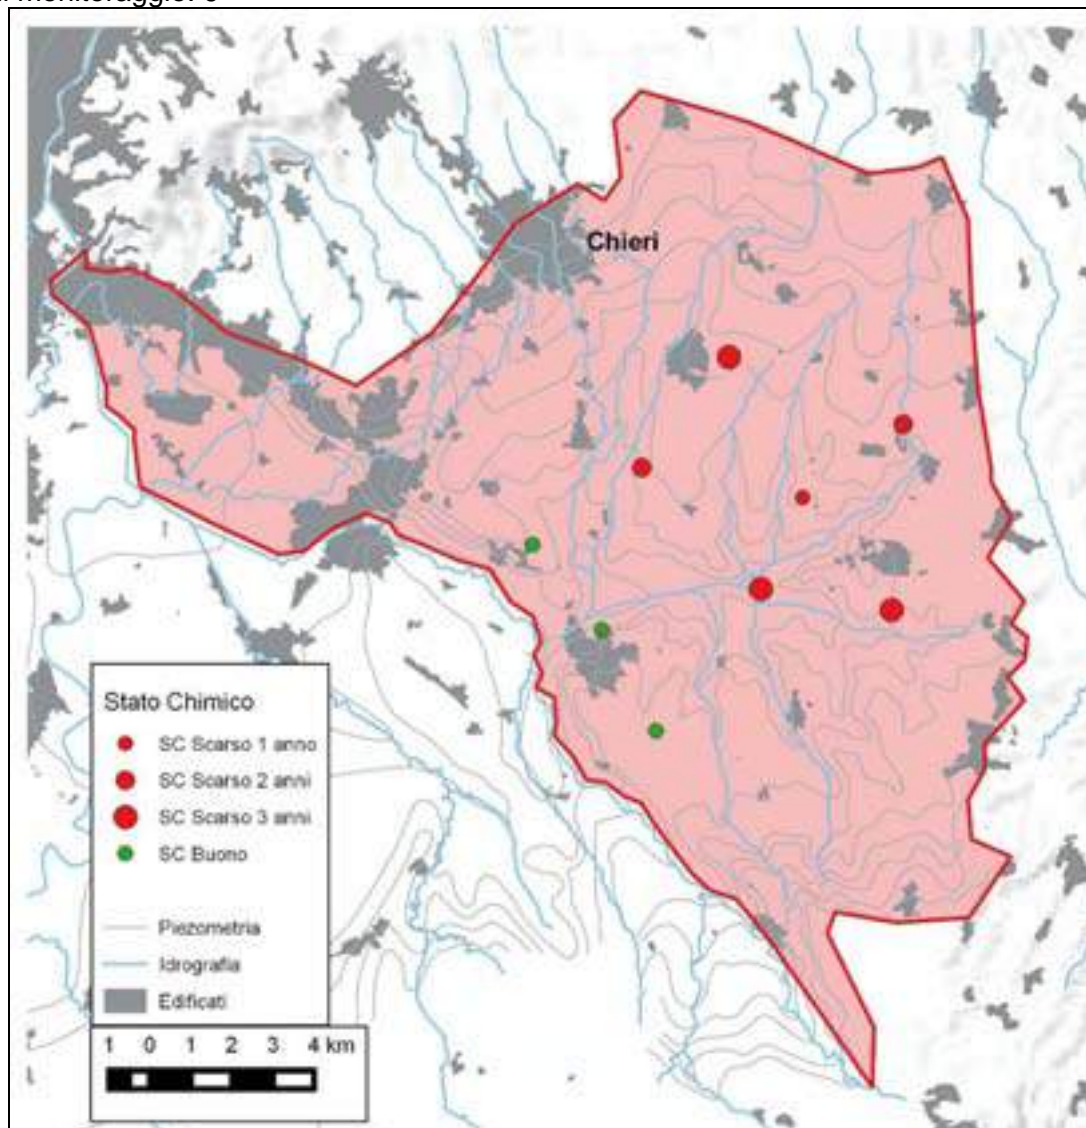 monitoraggio:
Chieri
Stato Chimico
SC Scarso 1 anno
SC Scarso 2 anni
SC Scarso 3 anni
SC Buono
Piezometria
Idrografia
Edificati
1 0 1 2 3 4 km